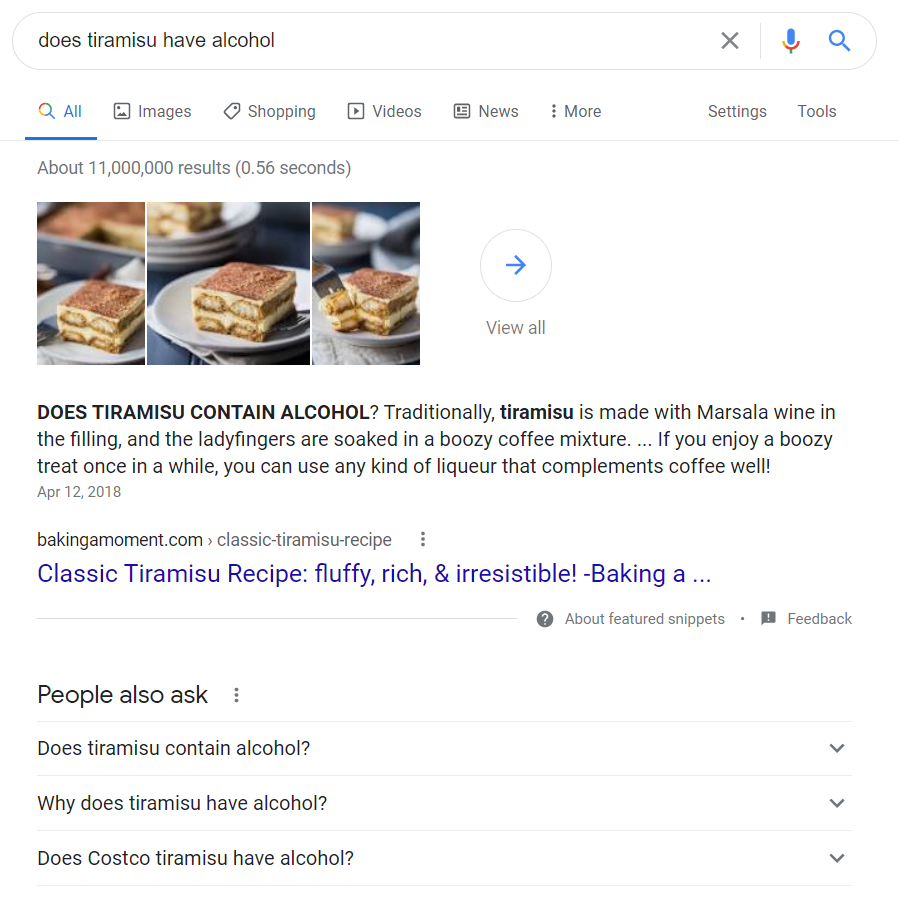 does tiramisu have alcohol
All Images Shopping Videos News More Settings Tools
About 11,000,000 results (0.56 seconds)
View all
DOES TIRAMISU CONTAIN ALCOHOL? Traditionally, tiramisu is made with Marsala wine in
the filling, and the ladyfingers are soaked in a boozy coffee mixture. ... If you enjoy a boozy
treat once in a while, you can use any kind of liqueur that complements coffee well!
Apr 12, 2018
bakingamoment.com › classic-tiramisu-recipe
Classic Tiramisu Recipe: fluffy, rich, & irresistible! -Baking a ...
About featured snippets • Feedback
People also ask
Does tiramisu contain alcohol?
Why does tiramisu have alcohol?
Does Costco tiramisu have alcohol?